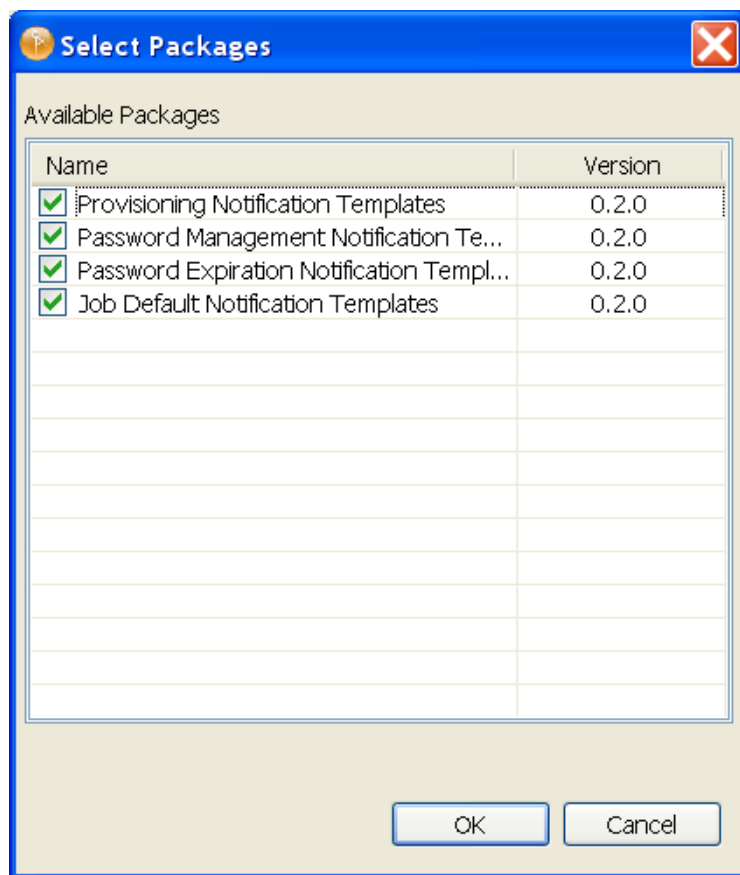 Select Packages
Available Packages
Name Version
Provisioning Notification Templates 0.2.0
Password Management Notification Te... 0.2.0
Password Expiration Notification Templ... 0.2.0
Job Default Notification Templates 0.2.0
OK Cancel